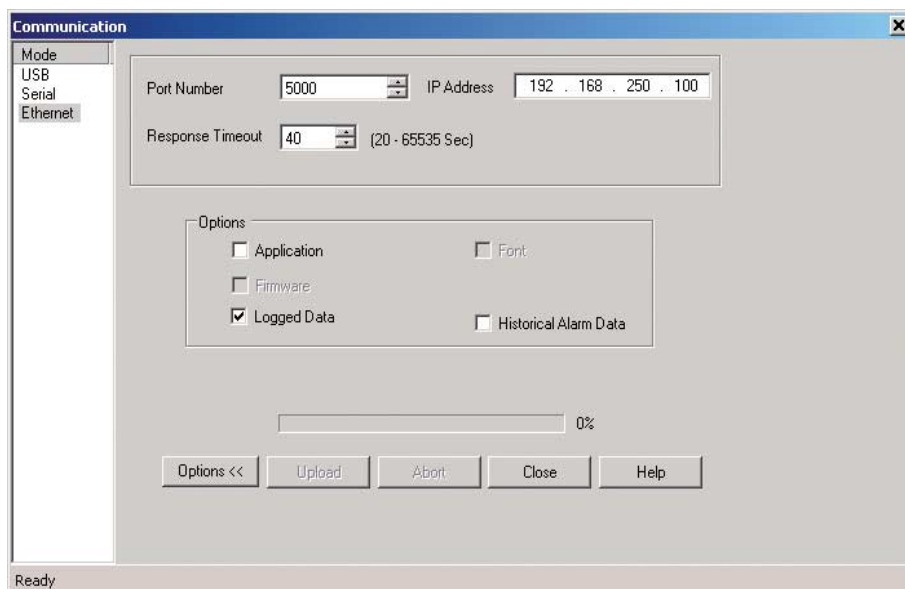 Communication
Mode
USB
Serial
Ethernet
Port Number 5000 IP Address 192 . 168 . 250 . 100
Response Timeout 40 (20 - 65535 Sec)
Options
Application Font
Firmware
Logged Data Historical Alarm Data
0%
Options << Upload Abort Close Help
Ready